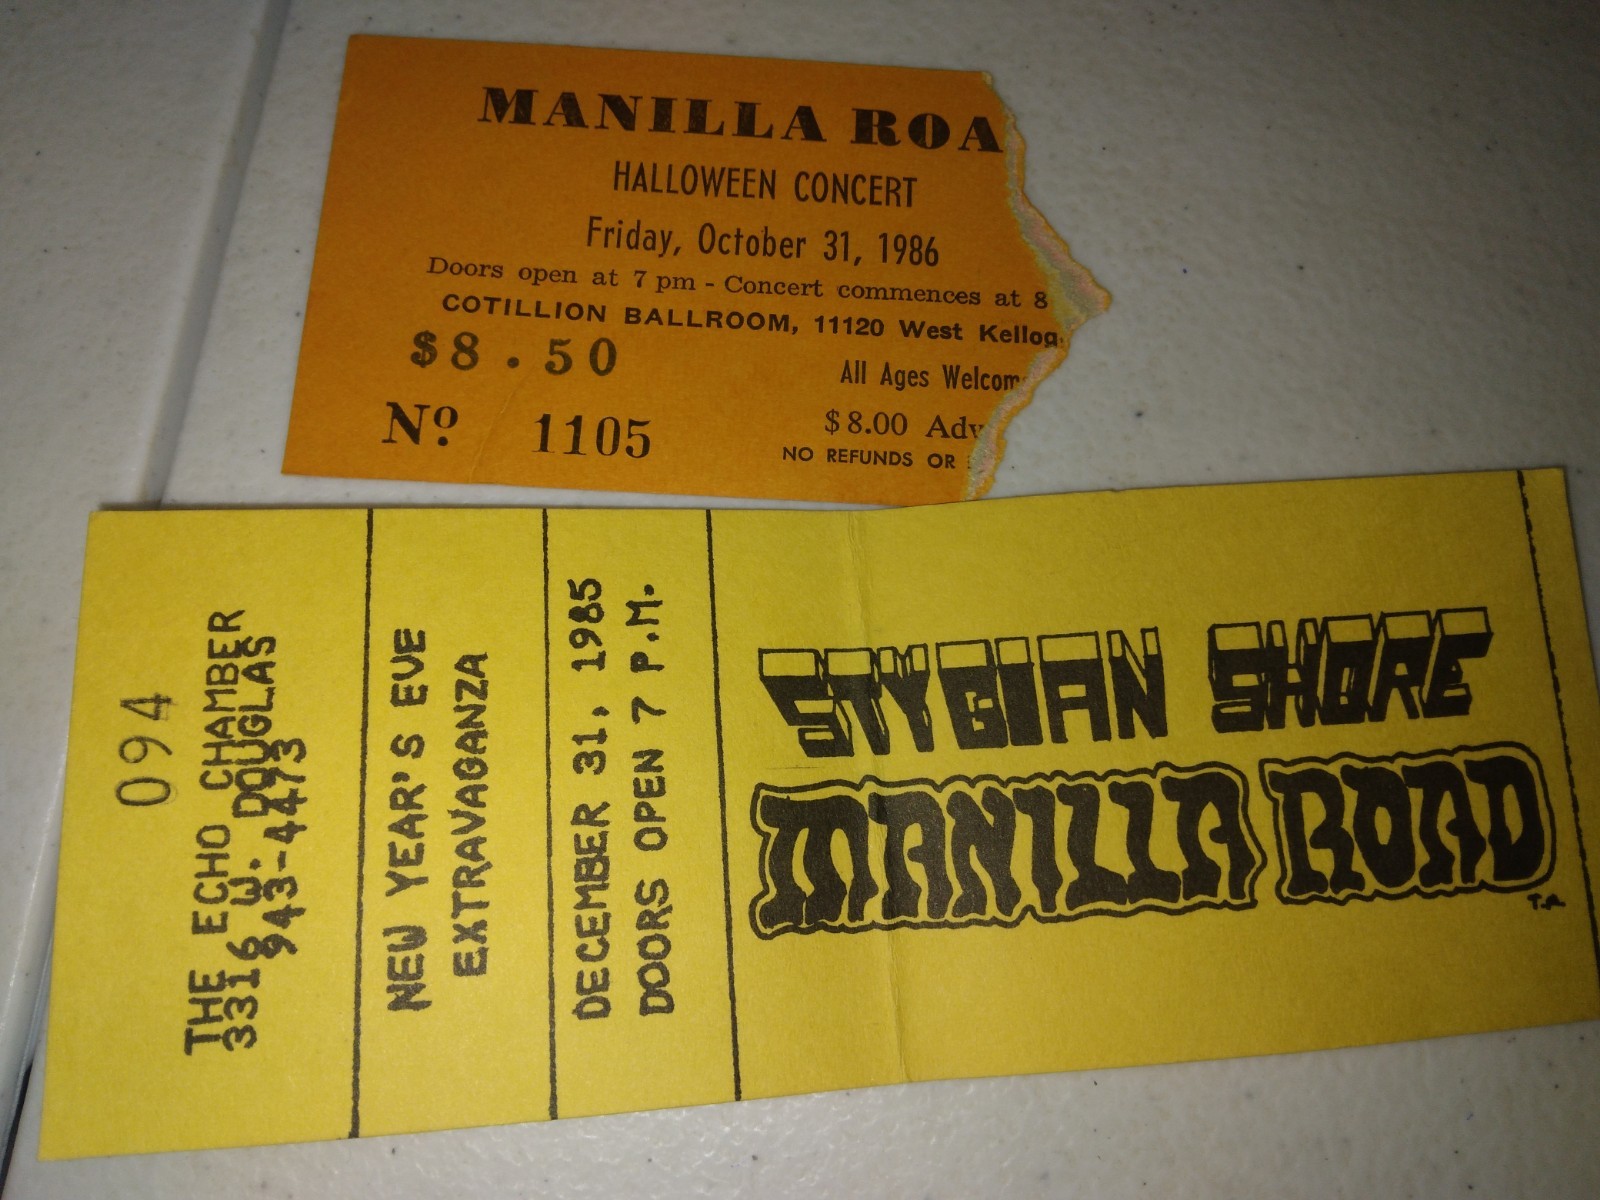 MANILLA ROA
HALLOWEEN CONCERT
Friday, October 31, 1986
Doors open at 7 pm - Concert commences at 8
COTILLION BALLROOM, 11120 West Kellog
$8.50
All Ages Welcom
$8.00 Adv
No. 1105
NO REFUNDS OR
094
THE ECHO CHAMBER
3316 W. DOUGLAS
943-4473
NEW YEAR'S EVE
EXTRAVAGANZA
DECEMBER 31, 1985
DOORS OPEN 7 P.M.
STYGIAN SHORE
MANILLA ROAD
T.A.